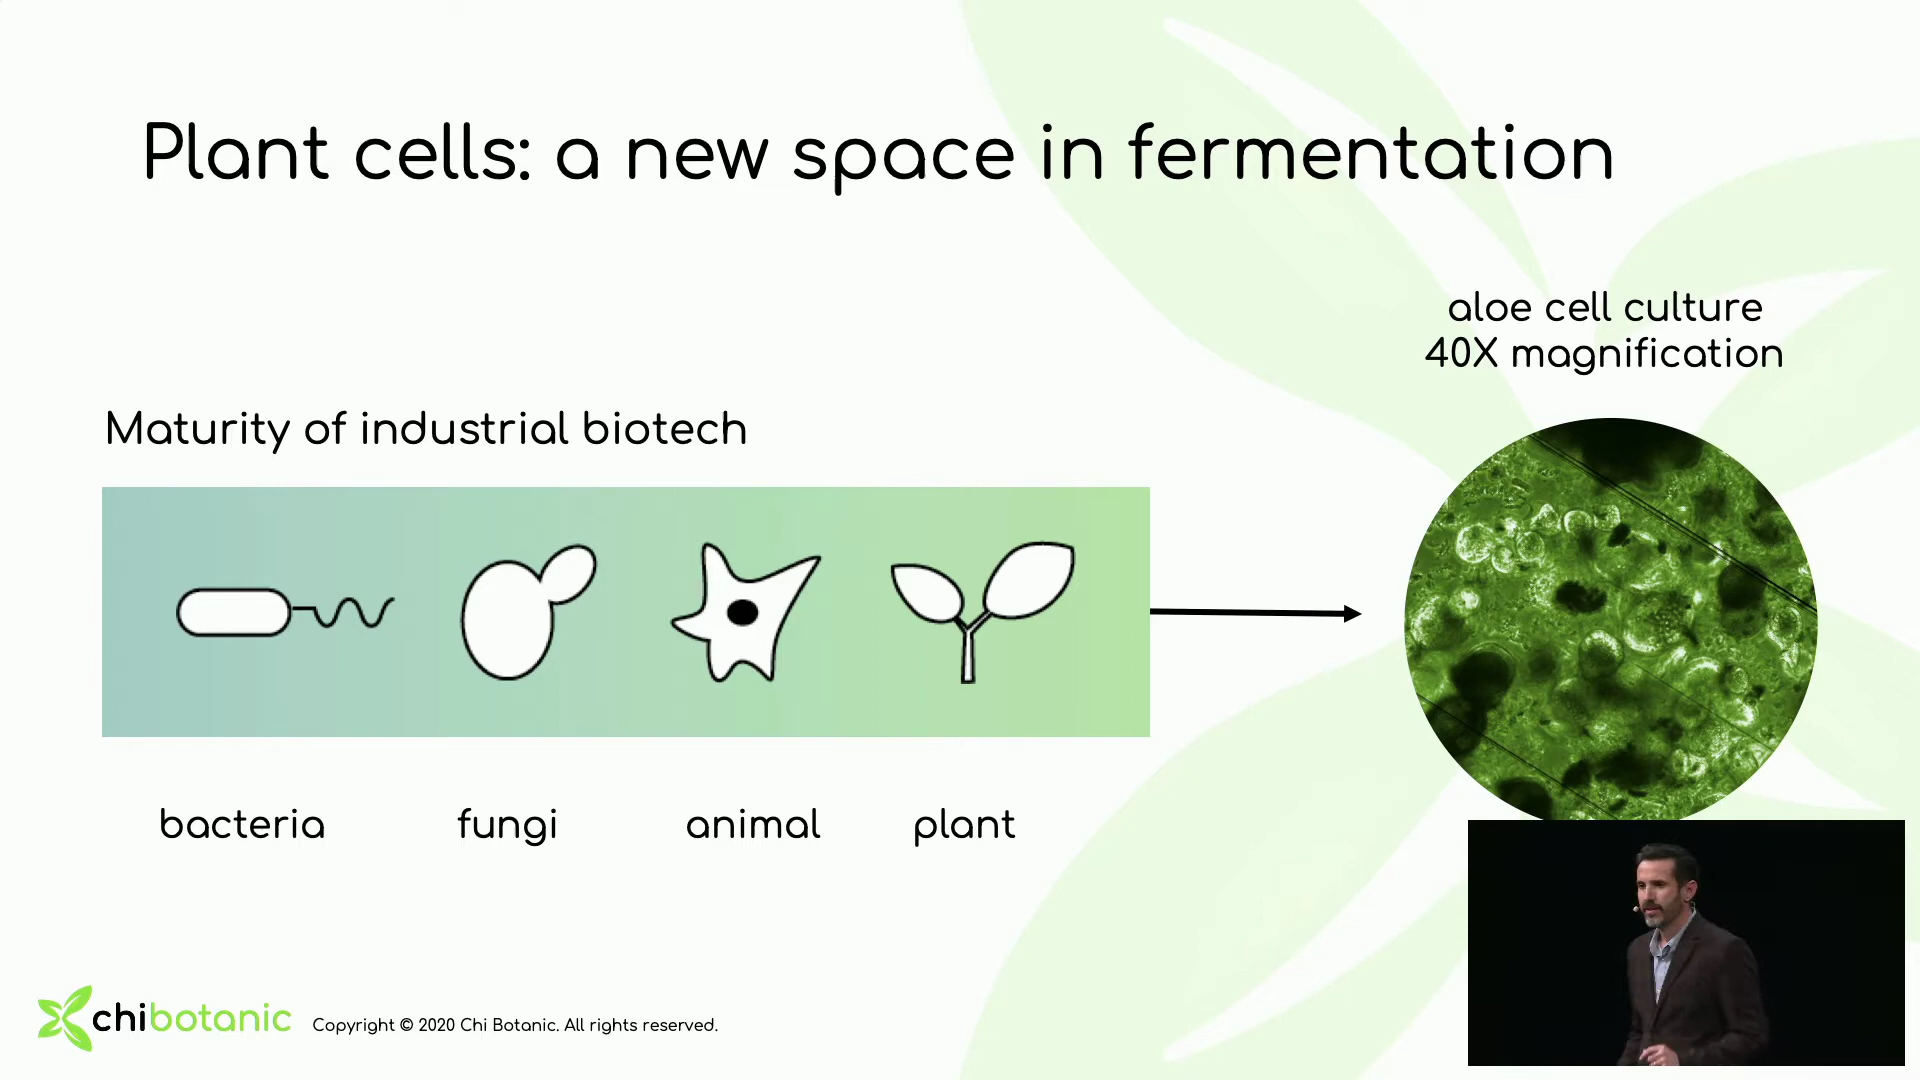 Plant cells: a new space in fermentation
aloe cell culture
40X magnification
Maturity of industrial biotech
bacteria fungi animal plant
chibotanic Copyright © 2020 Chi Botanic. All rights reserved.